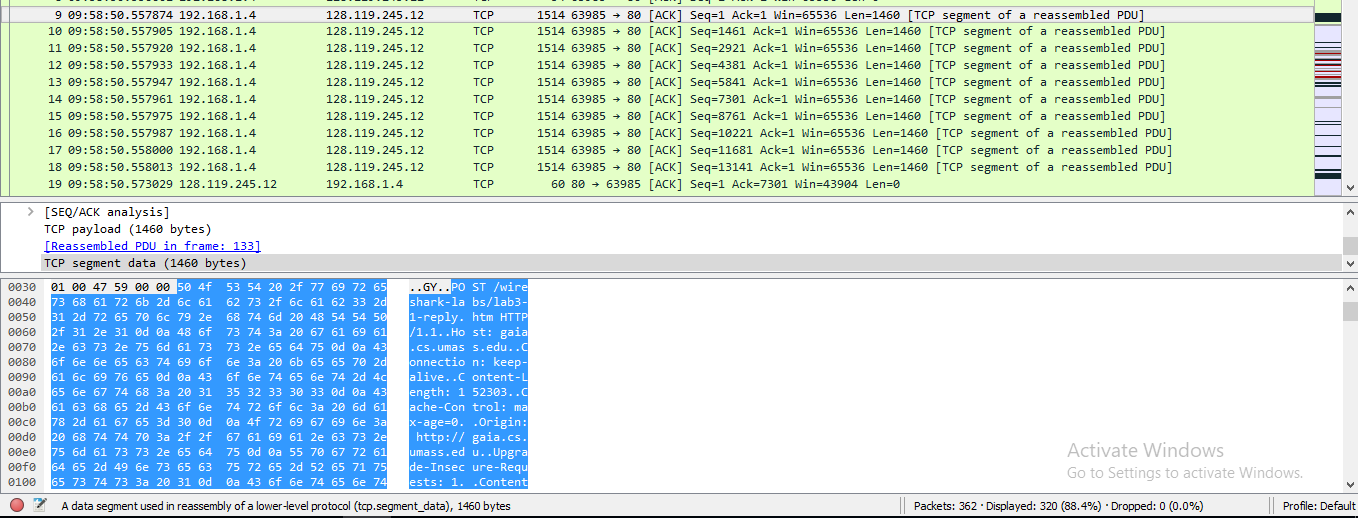 9 09:58:50.557874 192.168.1.4 128.119.245.12 TCP 1514 63985 → 80 [ACK] Seq=1 Ack=1 Win=65536 Len=1460 [TCP segment of a reassembled PDU]
10 09:58:50.557905 192.168.1.4 128.119.245.12 TCP 1514 63985 → 80 [ACK] Seq=1461 Ack=1 Win=65536 Len=1460 [TCP segment of a reassembled PDU]
11 09:58:50.557920 192.168.1.4 128.119.245.12 TCP 1514 63985 → 80 [ACK] Seq=2921 Ack=1 Win=65536 Len=1460 [TCP segment of a reassembled PDU]
12 09:58:50.557933 192.168.1.4 128.119.245.12 TCP 1514 63985 → 80 [ACK] Seq=4381 Ack=1 Win=65536 Len=1460 [TCP segment of a reassembled PDU]
13 09:58:50.557947 192.168.1.4 128.119.245.12 TCP 1514 63985 → 80 [ACK] Seq=5841 Ack=1 Win=65536 Len=1460 [TCP segment of a reassembled PDU]
14 09:58:50.557961 192.168.1.4 128.119.245.12 TCP 1514 63985 → 80 [ACK] Seq=7301 Ack=1 Win=65536 Len=1460 [TCP segment of a reassembled PDU]
15 09:58:50.557975 192.168.1.4 128.119.245.12 TCP 1514 63985 → 80 [ACK] Seq=8761 Ack=1 Win=65536 Len=1460 [TCP segment of a reassembled PDU]
16 09:58:50.557987 192.168.1.4 128.119.245.12 TCP 1514 63985 → 80 [ACK] Seq=10221 Ack=1 Win=65536 Len=1460 [TCP segment of a reassembled PDU]
17 09:58:50.558000 192.168.1.4 128.119.245.12 TCP 1514 63985 → 80 [ACK] Seq=11681 Ack=1 Win=65536 Len=1460 [TCP segment of a reassembled PDU]
18 09:58:50.558013 192.168.1.4 128.119.245.12 TCP 1514 63985 → 80 [ACK] Seq=13141 Ack=1 Win=65536 Len=1460 [TCP segment of a reassembled PDU]
19 09:58:50.573029 128.119.245.12 192.168.1.4 TCP 60 80 → 63985 [ACK] Seq=1 Ack=7301 Win=43904 Len=0
[SEQ/ACK analysis]
TCP payload (1460 bytes)
[Reassembled PDU in frame: 133]
TCP segment data (1460 bytes)
0030 01 00 47 59 00 00 50 4f 53 54 20 2f 77 69 72 65 ..GY..PO ST /wire
0040 73 68 61 72 6b 2d 6c 61 62 73 2f 6c 61 62 33 2d shark-la bs/lab3-
0050 31 2d 72 65 70 6c 79 2e 68 74 6d 20 48 54 54 50 1-reply. htm HTTP
0060 2f 31 2e 31 0d 0a 48 6f 73 74 3a 20 67 61 69 61 /1.1..Ho st: gaia
0070 2e 63 73 2e 75 6d 61 73 73 2e 65 64 75 0d 0a 43 .cs.umas s.edu..C
0080 6f 6e 6e 65 63 74 69 6f 6e 3a 20 6b 65 65 70 2d onnectio n: keep-
0090 61 6c 69 76 65 0d 0a 43 6f 6e 74 65 6e 74 2d 4c alive..C ontent-L
00a0 65 6e 67 74 68 3a 20 31 35 32 33 30 33 0d 0a 43 ength: 1 52303..C
00b0 61 63 68 65 2d 43 6f 6e 74 72 6f 6c 3a 20 6d 61 ache-Con trol: ma
00c0 78 2d 61 67 65 3d 30 0d 0a 4f 72 69 67 69 6e 3a x-age=0. .Origin:
00d0 20 68 74 74 70 3a 2f 2f 67 61 69 61 2e 63 73 2e http:// gaia.cs.
00e0 75 6d 61 73 73 2e 65 64 75 0d 0a 55 70 67 72 61 umass.ed u..Upgra
00f0 64 65 2d 49 6e 73 65 63 75 72 65 2d 52 65 71 75 de-Insec ure-Requ
0100 65 73 74 73 3a 20 31 0d 0a 43 6f 6e 74 65 6e 74 ests: 1. .Content
Activate Windows
Go to Settings to activate Windows.
A data segment used in reassembly of a lower-level protocol (tcp.segment_data), 1460 bytes
Packets: 362 · Displayed: 320 (88.4%) · Dropped: 0 (0.0%)
Profile: Default